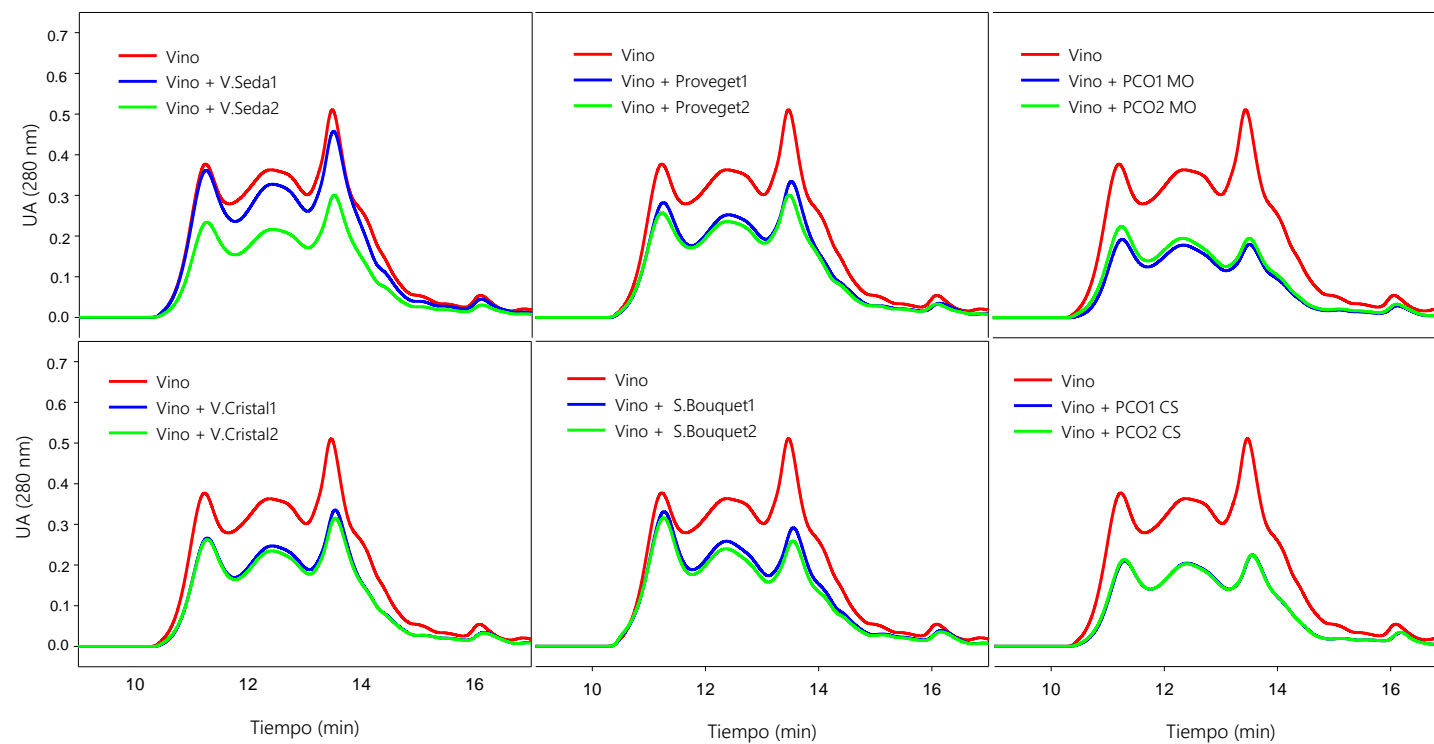 0.7
0.6
0.5
0.4
0.3
0.2
0.1
0.0
UA (280 nm)
Vino
Vino + V.Seda1
Vino + V.Seda2
Vino
Vino + Proveget1
Vino + Proveget2
Vino
Vino + PCO1 MO
Vino + PCO2 MO
0.7
0.6
0.5
0.4
0.3
0.2
0.1
0.0
UA (280 nm)
Vino
Vino + V.Cristal1
Vino + V.Cristal2
Vino
Vino + S.Bouquet1
Vino + S.Bouquet2
Vino
Vino + PCO1 CS
Vino + PCO2 CS
10 12 14 16
10 12 14 16
10 12 14 16
Tiempo (min)
Tiempo (min)
Tiempo (min)